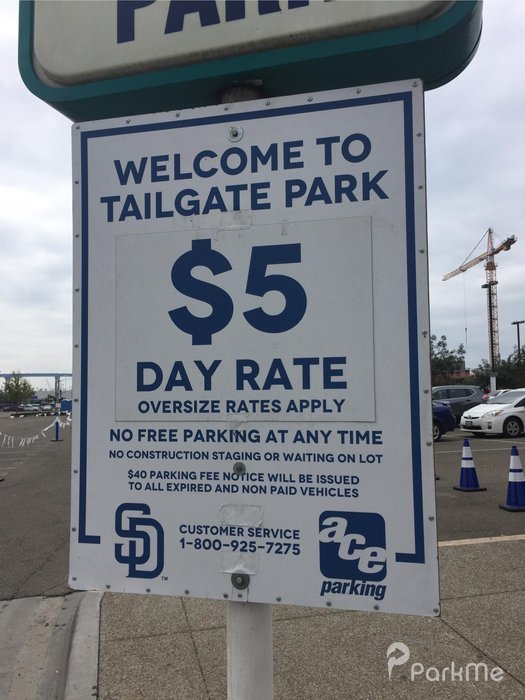 PARK
WELCOME TO
TAILGATE PARK
$5
DAY RATE
OVERSIZE RATES APPLY
NO FREE PARKING AT ANY TIME
NO CONSTRUCTION STAGING OR WAITING ON LOT
$40 PARKING FEE NOTICE WILL BE ISSUED
TO ALL EXPIRED AND NON PAID VEHICLES
SD
TM
CUSTOMER SERVICE
1-800-925-7275
ace
parking
ParkMe